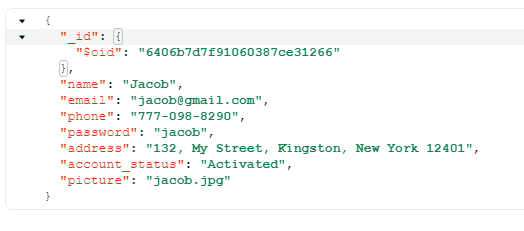 {
"_id": {
"$oid": "6406b7d7f91060387ce31266"
},
"name": "Jacob",
"email": "jacob@gmail.com",
"phone": "777-098-8290",
"password": "jacob",
"address": "132, My Street, Kingston, New York 12401",
"account_status": "Activated",
"picture": "jacob.jpg"
}